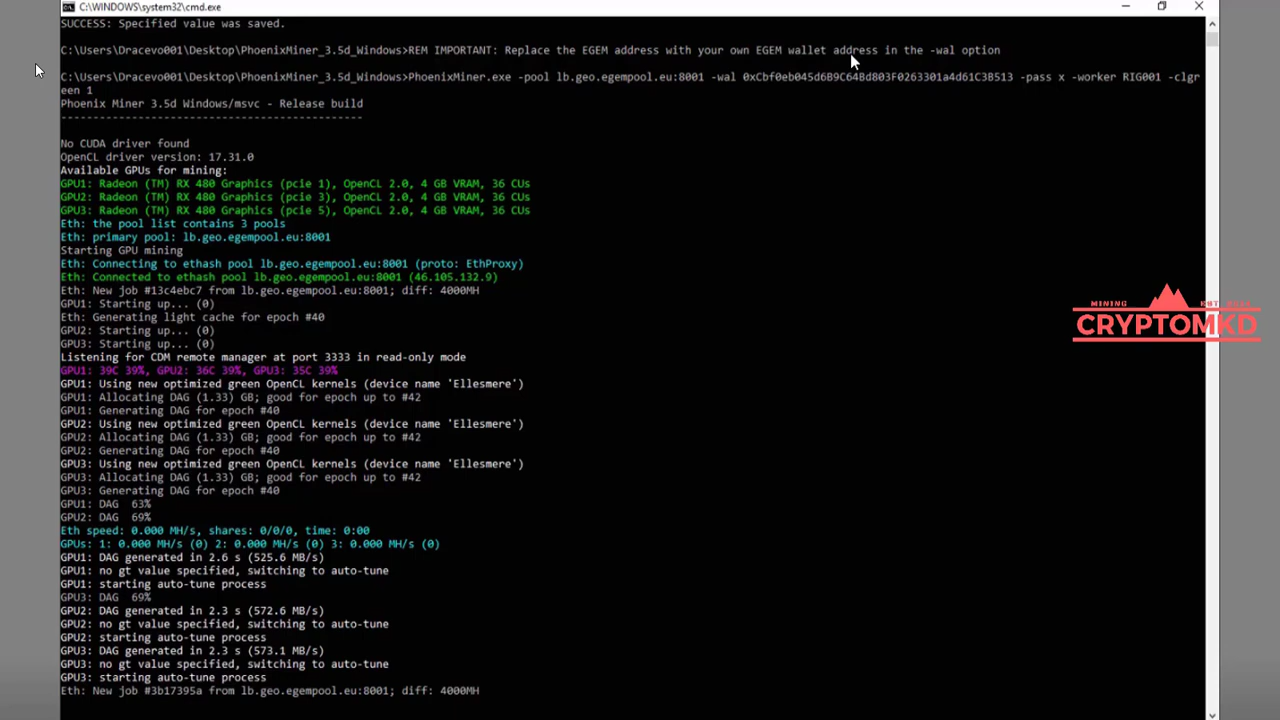 C:\WINDOWS\system32\cmd.exe
SUCCESS: Specified value was saved.
C:\Users\Dracevo001\Desktop\PhoenixMiner_3.5d_Windows>REM IMPORTANT: Replace the EGEM address with your own EGEM wallet address in the -wal option
C:\Users\Dracevo001\Desktop\PhoenixMiner_3.5d_Windows>PhoenixMiner.exe -pool lb.geo.egempool.eu:8001 -wal 0xCbf0eb045d6B9C648d803F0263301a4d61C3B513 -pass x -worker RIG001 -clgr
een 1
Phoenix Miner 3.5d Windows/msvc - Release build
-----------------------------------------------
No CUDA driver found
OpenCL driver version: 17.31.0
Available GPUs for mining:
GPU1: Radeon (TM) RX 480 Graphics (pcie 1), OpenCL 2.0, 4 GB VRAM, 36 CUs
GPU2: Radeon (TM) RX 480 Graphics (pcie 3), OpenCL 2.0, 4 GB VRAM, 36 CUs
GPU3: Radeon (TM) RX 480 Graphics (pcie 5), OpenCL 2.0, 4 GB VRAM, 36 CUs
Eth: the pool list contains 3 pools
Eth: primary pool: lb.geo.egempool.eu:8001
Starting GPU mining
Eth: Connecting to ethash pool lb.geo.egempool.eu:8001 (proto: EthProxy)
Eth: Connected to ethash pool lb.geo.egempool.eu:8001 (46.105.132.9)
Eth: New job #13c4ebc7 from lb.geo.egempool.eu:8001; diff: 4000MH
GPU1: Starting up... (0)
Eth: Generating light cache for epoch #40
GPU2: Starting up... (0)
GPU3: Starting up... (0)
Listening for CDM remote manager at port 3333 in read-only mode
GPU1: 39C 39%, GPU2: 36C 39%, GPU3: 35C 39%
GPU1: Using new optimized green OpenCL kernels (device name 'Ellesmere')
GPU1: Allocating DAG (1.33) GB; good for epoch up to #42
GPU1: Generating DAG for epoch #40
GPU2: Using new optimized green OpenCL kernels (device name 'Ellesmere')
GPU2: Allocating DAG (1.33) GB; good for epoch up to #42
GPU2: Generating DAG for epoch #40
GPU3: Using new optimized green OpenCL kernels (device name 'Ellesmere')
GPU3: Allocating DAG (1.33) GB; good for epoch up to #42
GPU3: Generating DAG for epoch #40
GPU1: DAG  63%
GPU2: DAG  69%
Eth speed: 0.000 MH/s, shares: 0/0/0, time: 0:00
GPUs: 1: 0.000 MH/s (0) 2: 0.000 MH/s (0) 3: 0.000 MH/s (0)
GPU1: DAG generated in 2.6 s (525.6 MB/s)
GPU1: no gt value specified, switching to auto-tune
GPU1: starting auto-tune process
GPU3: DAG  69%
GPU2: DAG generated in 2.3 s (572.6 MB/s)
GPU2: no gt value specified, switching to auto-tune
GPU2: starting auto-tune process
GPU3: DAG generated in 2.3 s (573.1 MB/s)
GPU3: no gt value specified, switching to auto-tune
GPU3: starting auto-tune process
Eth: New job #3b17395a from lb.geo.egempool.eu:8001; diff: 4000MH
MINING
CRYPTOMKD